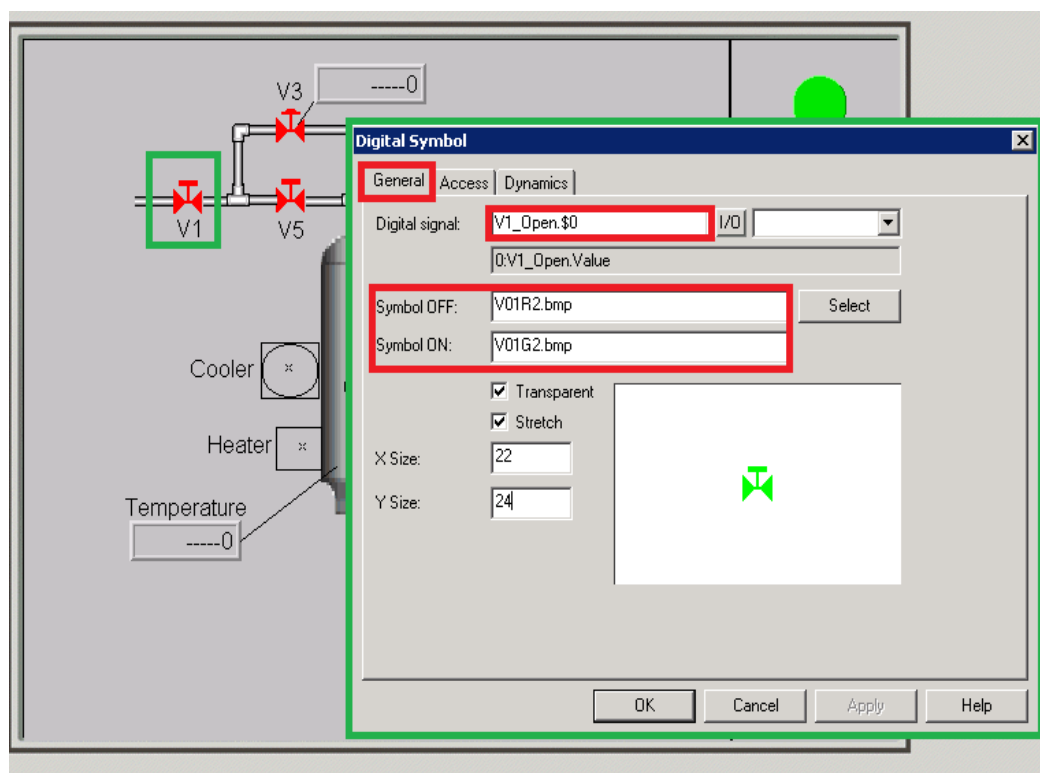 V3
-----0
V1
V5
Cooler
Heater
Temperature
-----0
Digital Symbol
General Access Dynamics
Digital signal: V1_Open.$0 I/O
0:V1_Open.Value
Symbol OFF: V01R2.bmp Select
Symbol ON: V01G2.bmp
Transparent
Stretch
X Size: 22
Y Size: 24
OK Cancel Apply Help